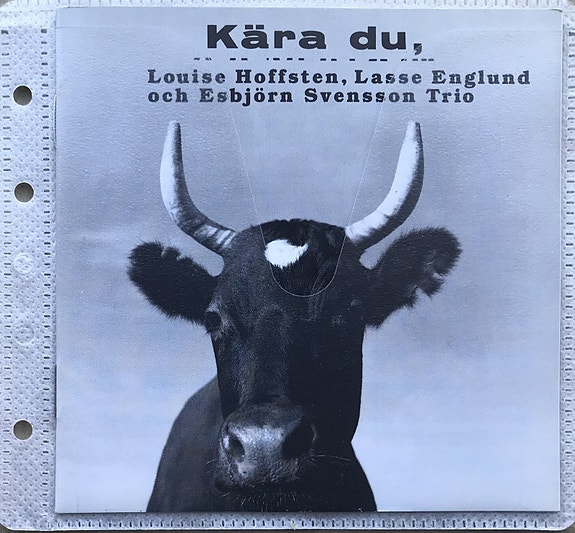 Kära du,
Louise Hoffsten, Lasse Englund
och Esbjörn Svensson Trio